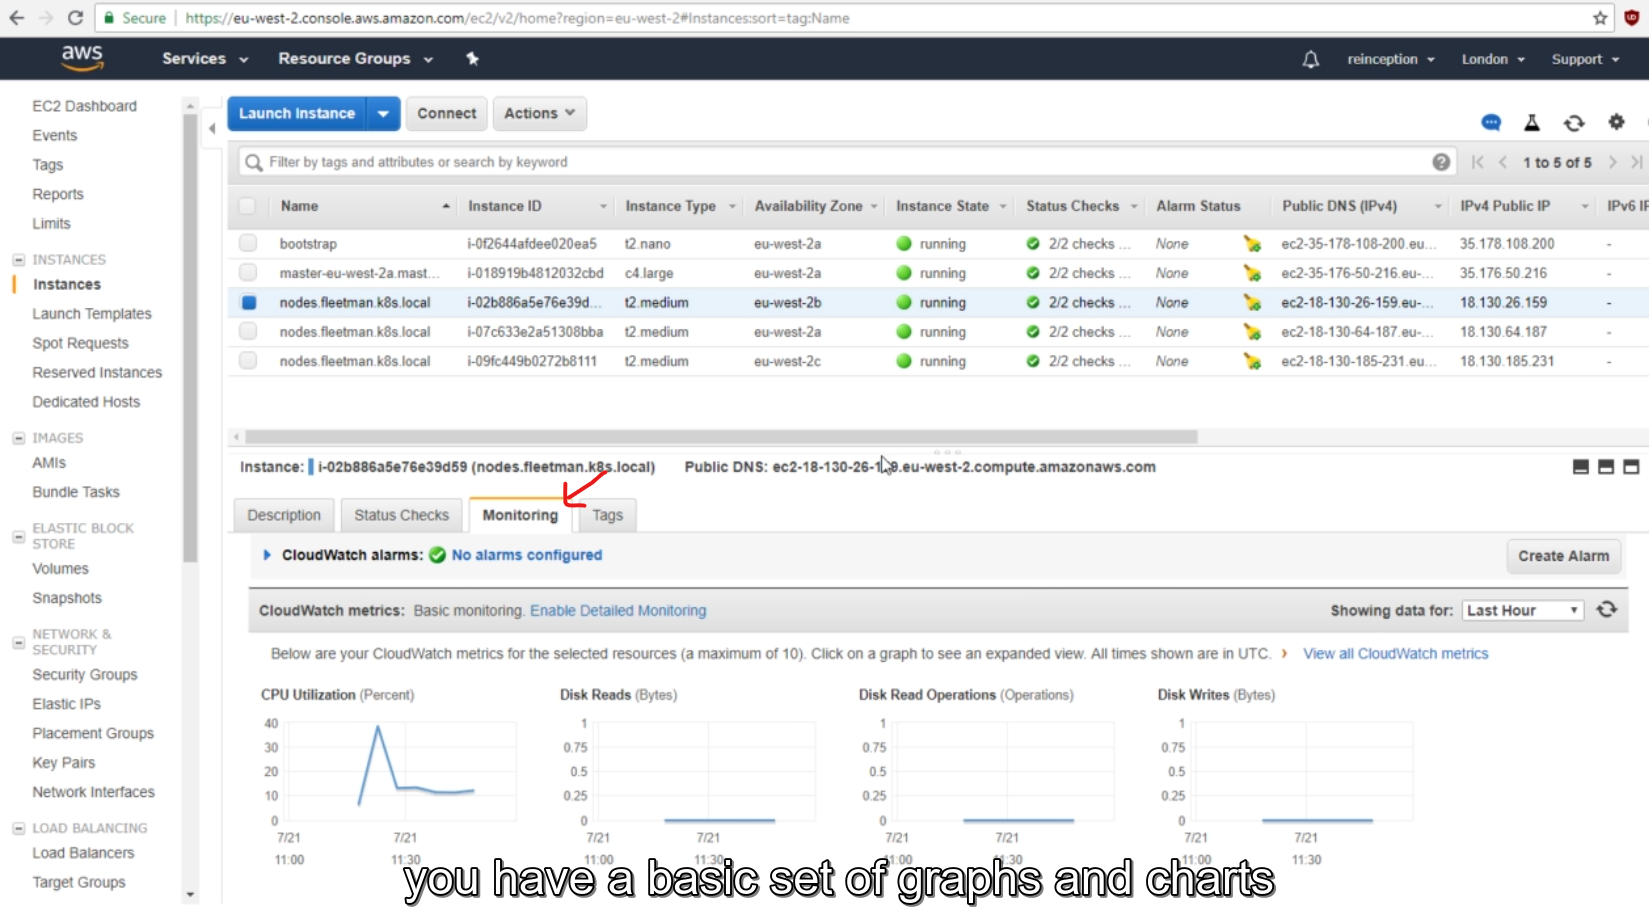 Secure https://eu-west-2.console.aws.amazon.com/ec2/v2/home?region=eu-west-2#Instances:sort=tag:Name
aws Services Resource Groups reinception London Support
EC2 Dashboard
Events
Tags
Reports
Limits
INSTANCES
Instances
Launch Templates
Spot Requests
Reserved Instances
Dedicated Hosts
IMAGES
AMIs
Bundle Tasks
ELASTIC BLOCK
STORE
Volumes
Snapshots
NETWORK &
SECURITY
Security Groups
Elastic IPs
Placement Groups
Key Pairs
Network Interfaces
LOAD BALANCING
Load Balancers
Target Groups
Launch Instance Connect Actions
Filter by tags and attributes or search by keyword 1 to 5 of 5
Name Instance ID Instance Type Availability Zone Instance State Status Checks Alarm Status Public DNS (IPv4) IPv4 Public IP IPv6 IP
bootstrap i-0f2644afdee020ea5 t2.nano eu-west-2a running 2/2 checks ... None ec2-35-178-108-200.eu... 35.178.108.200 -
master-eu-west-2a.mast... i-018919b4812032cbd c4.large eu-west-2a running 2/2 checks ... None ec2-35-176-50-216.eu-... 35.176.50.216 -
nodes.fleetman.k8s.local i-02b886a5e76e39d... t2.medium eu-west-2b running 2/2 checks ... None ec2-18-130-26-159.eu-... 18.130.26.159 -
nodes.fleetman.k8s.local i-07c633e2a51308bba t2.medium eu-west-2a running 2/2 checks ... None ec2-18-130-64-187.eu-... 18.130.64.187 -
nodes.fleetman.k8s.local i-09fc449b0272b8111 t2.medium eu-west-2c running 2/2 checks ... None ec2-18-130-185-231.eu... 18.130.185.231 -
Instance: i-02b886a5e76e39d59 (nodes.fleetman.k8s.local) Public DNS: ec2-18-130-26-159.eu-west-2.compute.amazonaws.com
Description Status Checks Monitoring Tags
CloudWatch alarms: No alarms configured Create Alarm
CloudWatch metrics: Basic monitoring. Enable Detailed Monitoring Showing data for: Last Hour
Below are your CloudWatch metrics for the selected resources (a maximum of 10). Click on a graph to see an expanded view. All times shown are in UTC. View all CloudWatch metrics
CPU Utilization (Percent) Disk Reads (Bytes) Disk Read Operations (Operations) Disk Writes (Bytes)
40 1 1 1
30 0.75 0.75 0.75
20 0.5 0.5 0.5
10 0.25 0.25 0.25
0 0 0 0
7/21 7/21 7/21 7/21 7/21 7/21 7/21 7/21
11:00 11:30 11:00 11:30 11:00 11:30 11:00 11:30
you have a basic set of graphs and charts